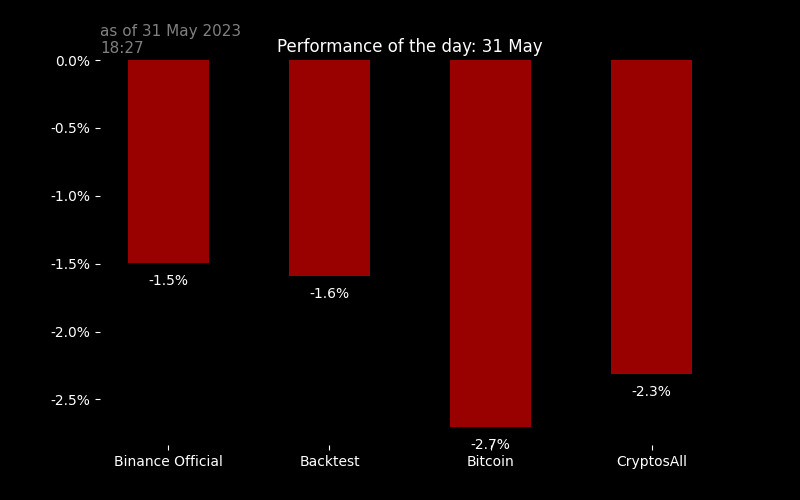 as of 31 May 2023
18:27
Performance of the day: 31 May
0.0%
-0.5%
-1.0%
-1.5%
-2.0%
-2.5%
-1.5%
-1.6%
-2.7%
-2.3%
Binance Official
Backtest
Bitcoin
CryptosAll